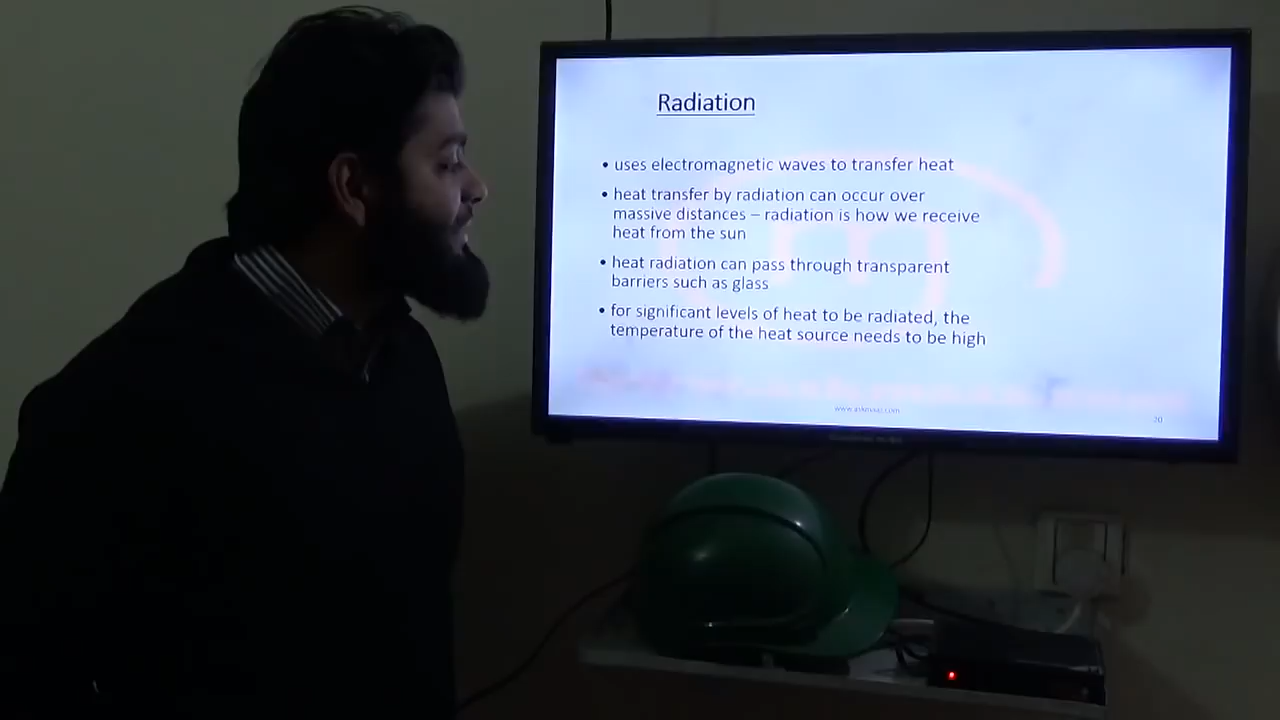 Radiation
• uses electromagnetic waves to transfer heat
• heat transfer by radiation can occur over
massive distances – radiation is how we receive
heat from the sun
• heat radiation can pass through transparent
barriers such as glass
• for significant levels of heat to be radiated, the
temperature of the heat source needs to be high
20